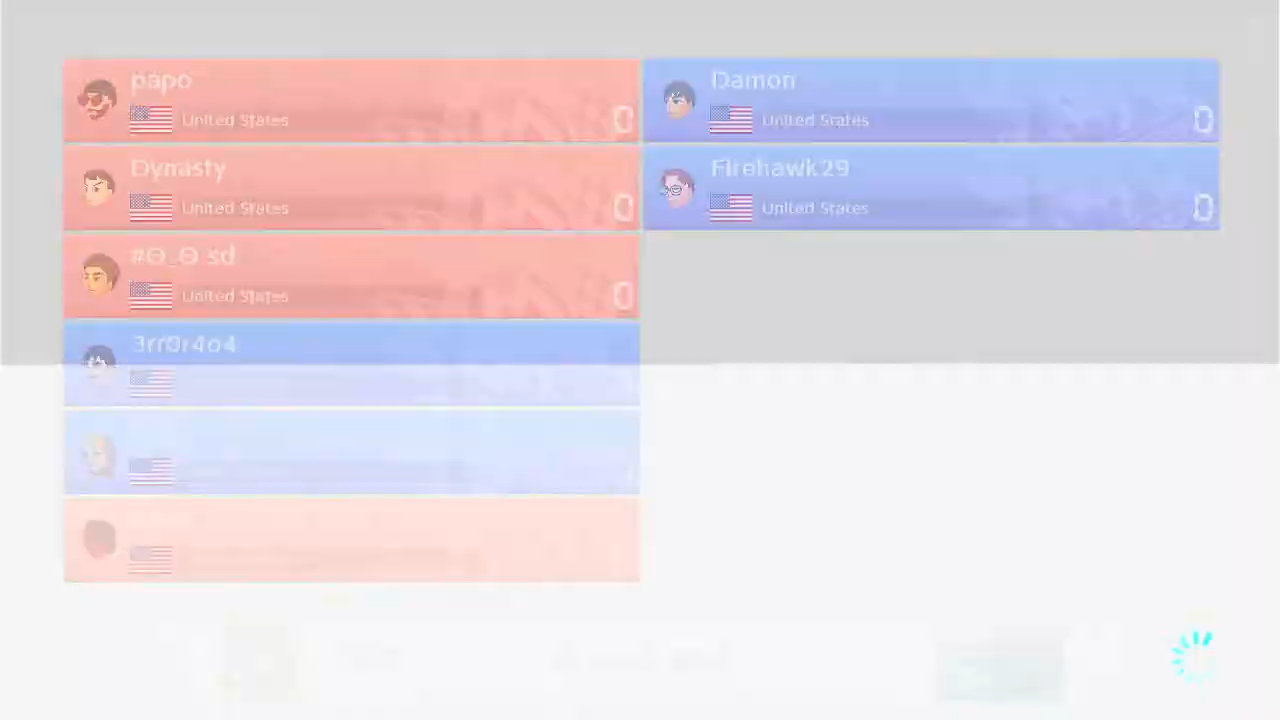 papo
United States
0
Dynasty
United States
0
#Ɵ_Ɵ sd
United States
0
3rr0r4o4
Damon
United States
0
Firehawk29
United States
0